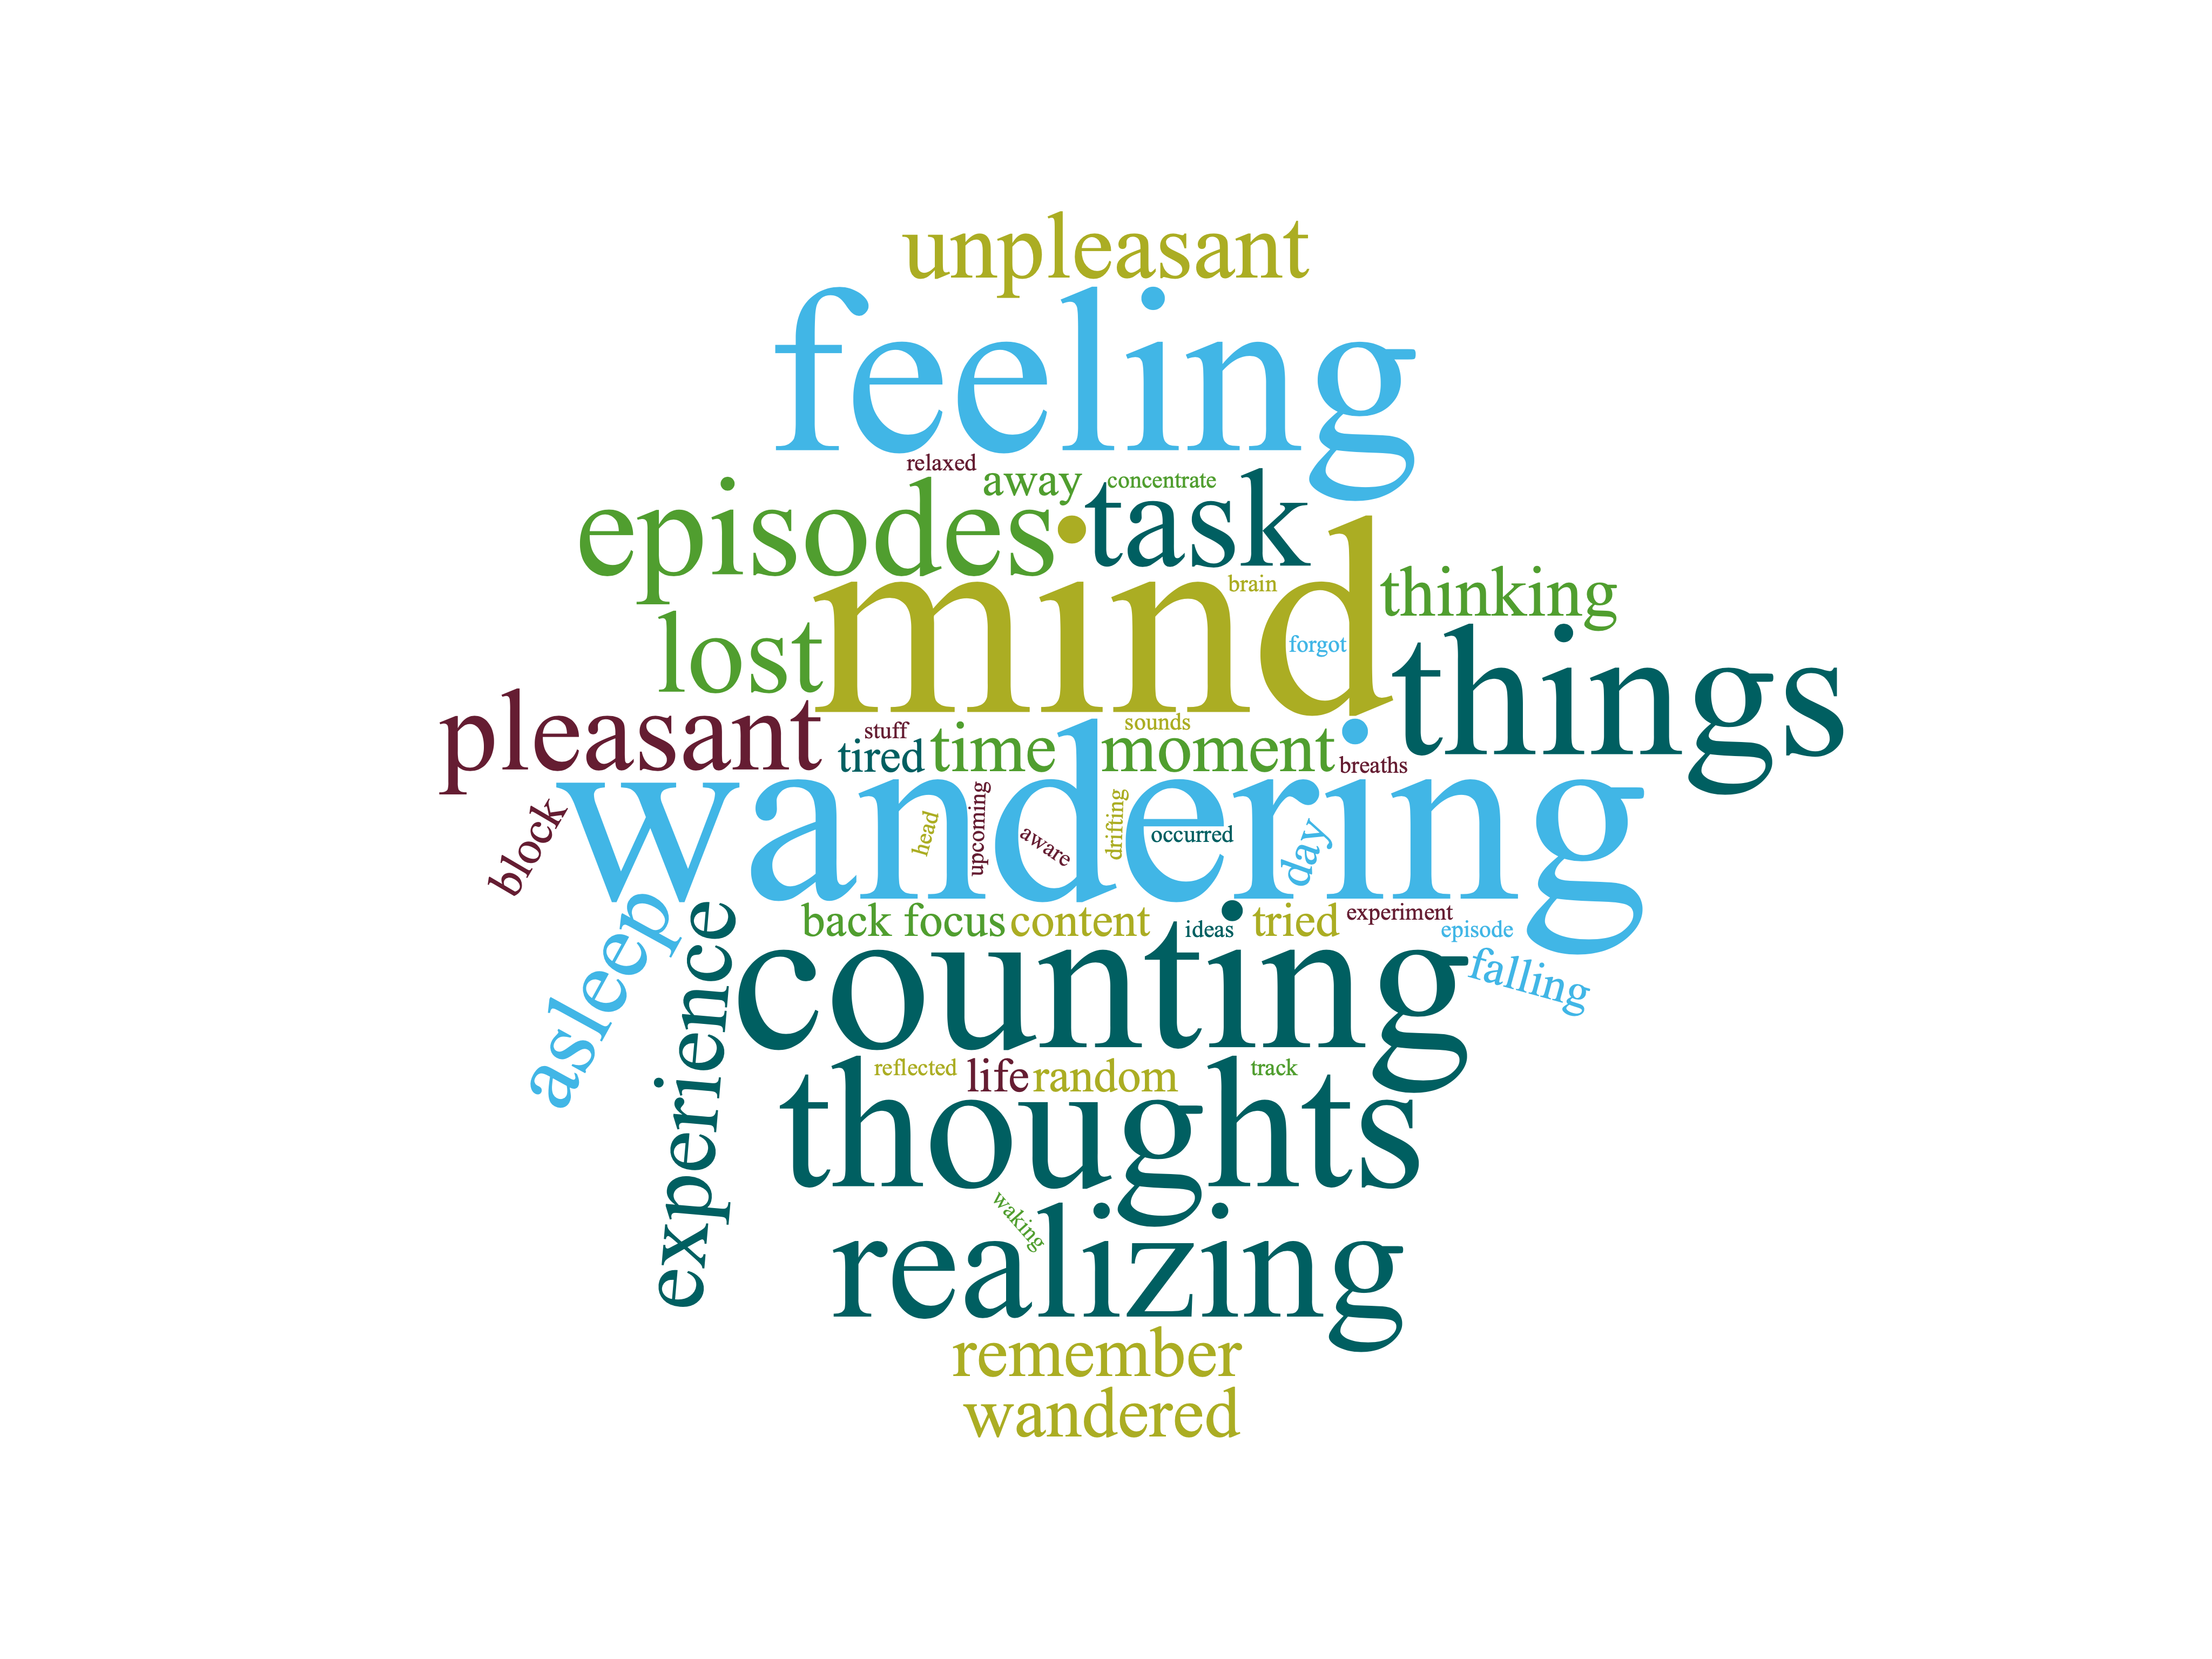 unpleasant
feeling
relaxed
away
concentrate
episodes
task
mind
brain
thinking
forgot
lost
things
pleasant
stuff
sounds
tired
time
moment
breaths
wandering
block
head
upcoming
aware
drifting
occurred
day
asleep
experience
back
focus
content
ideas
tried
experiment
episode
falling
counting
reflected
life
random
track
thoughts
waking
realizing
remember
wandered